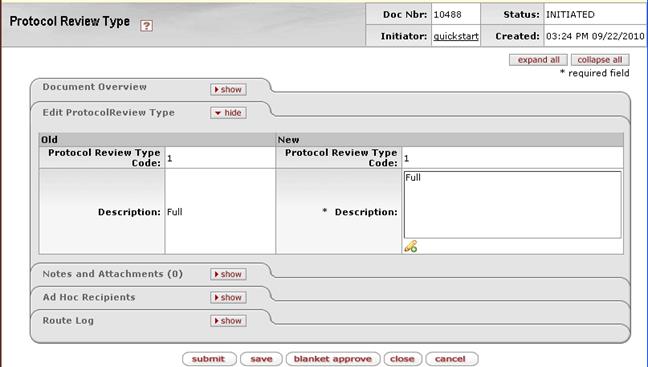 Protocol Review Type ?
Doc Nbr: 10488 Status: INITIATED
Initiator: quickstart Created: 03:24 PM 09/22/2010
expand all collapse all
* required field
Document Overview show
Edit ProtocolReview Type hide
Old New
Protocol Review Type Code: 1 Protocol Review Type Code: 1
Description: Full * Description: Full
Notes and Attachments (0) show
Ad Hoc Recipients show
Route Log show
submit save blanket approve close cancel